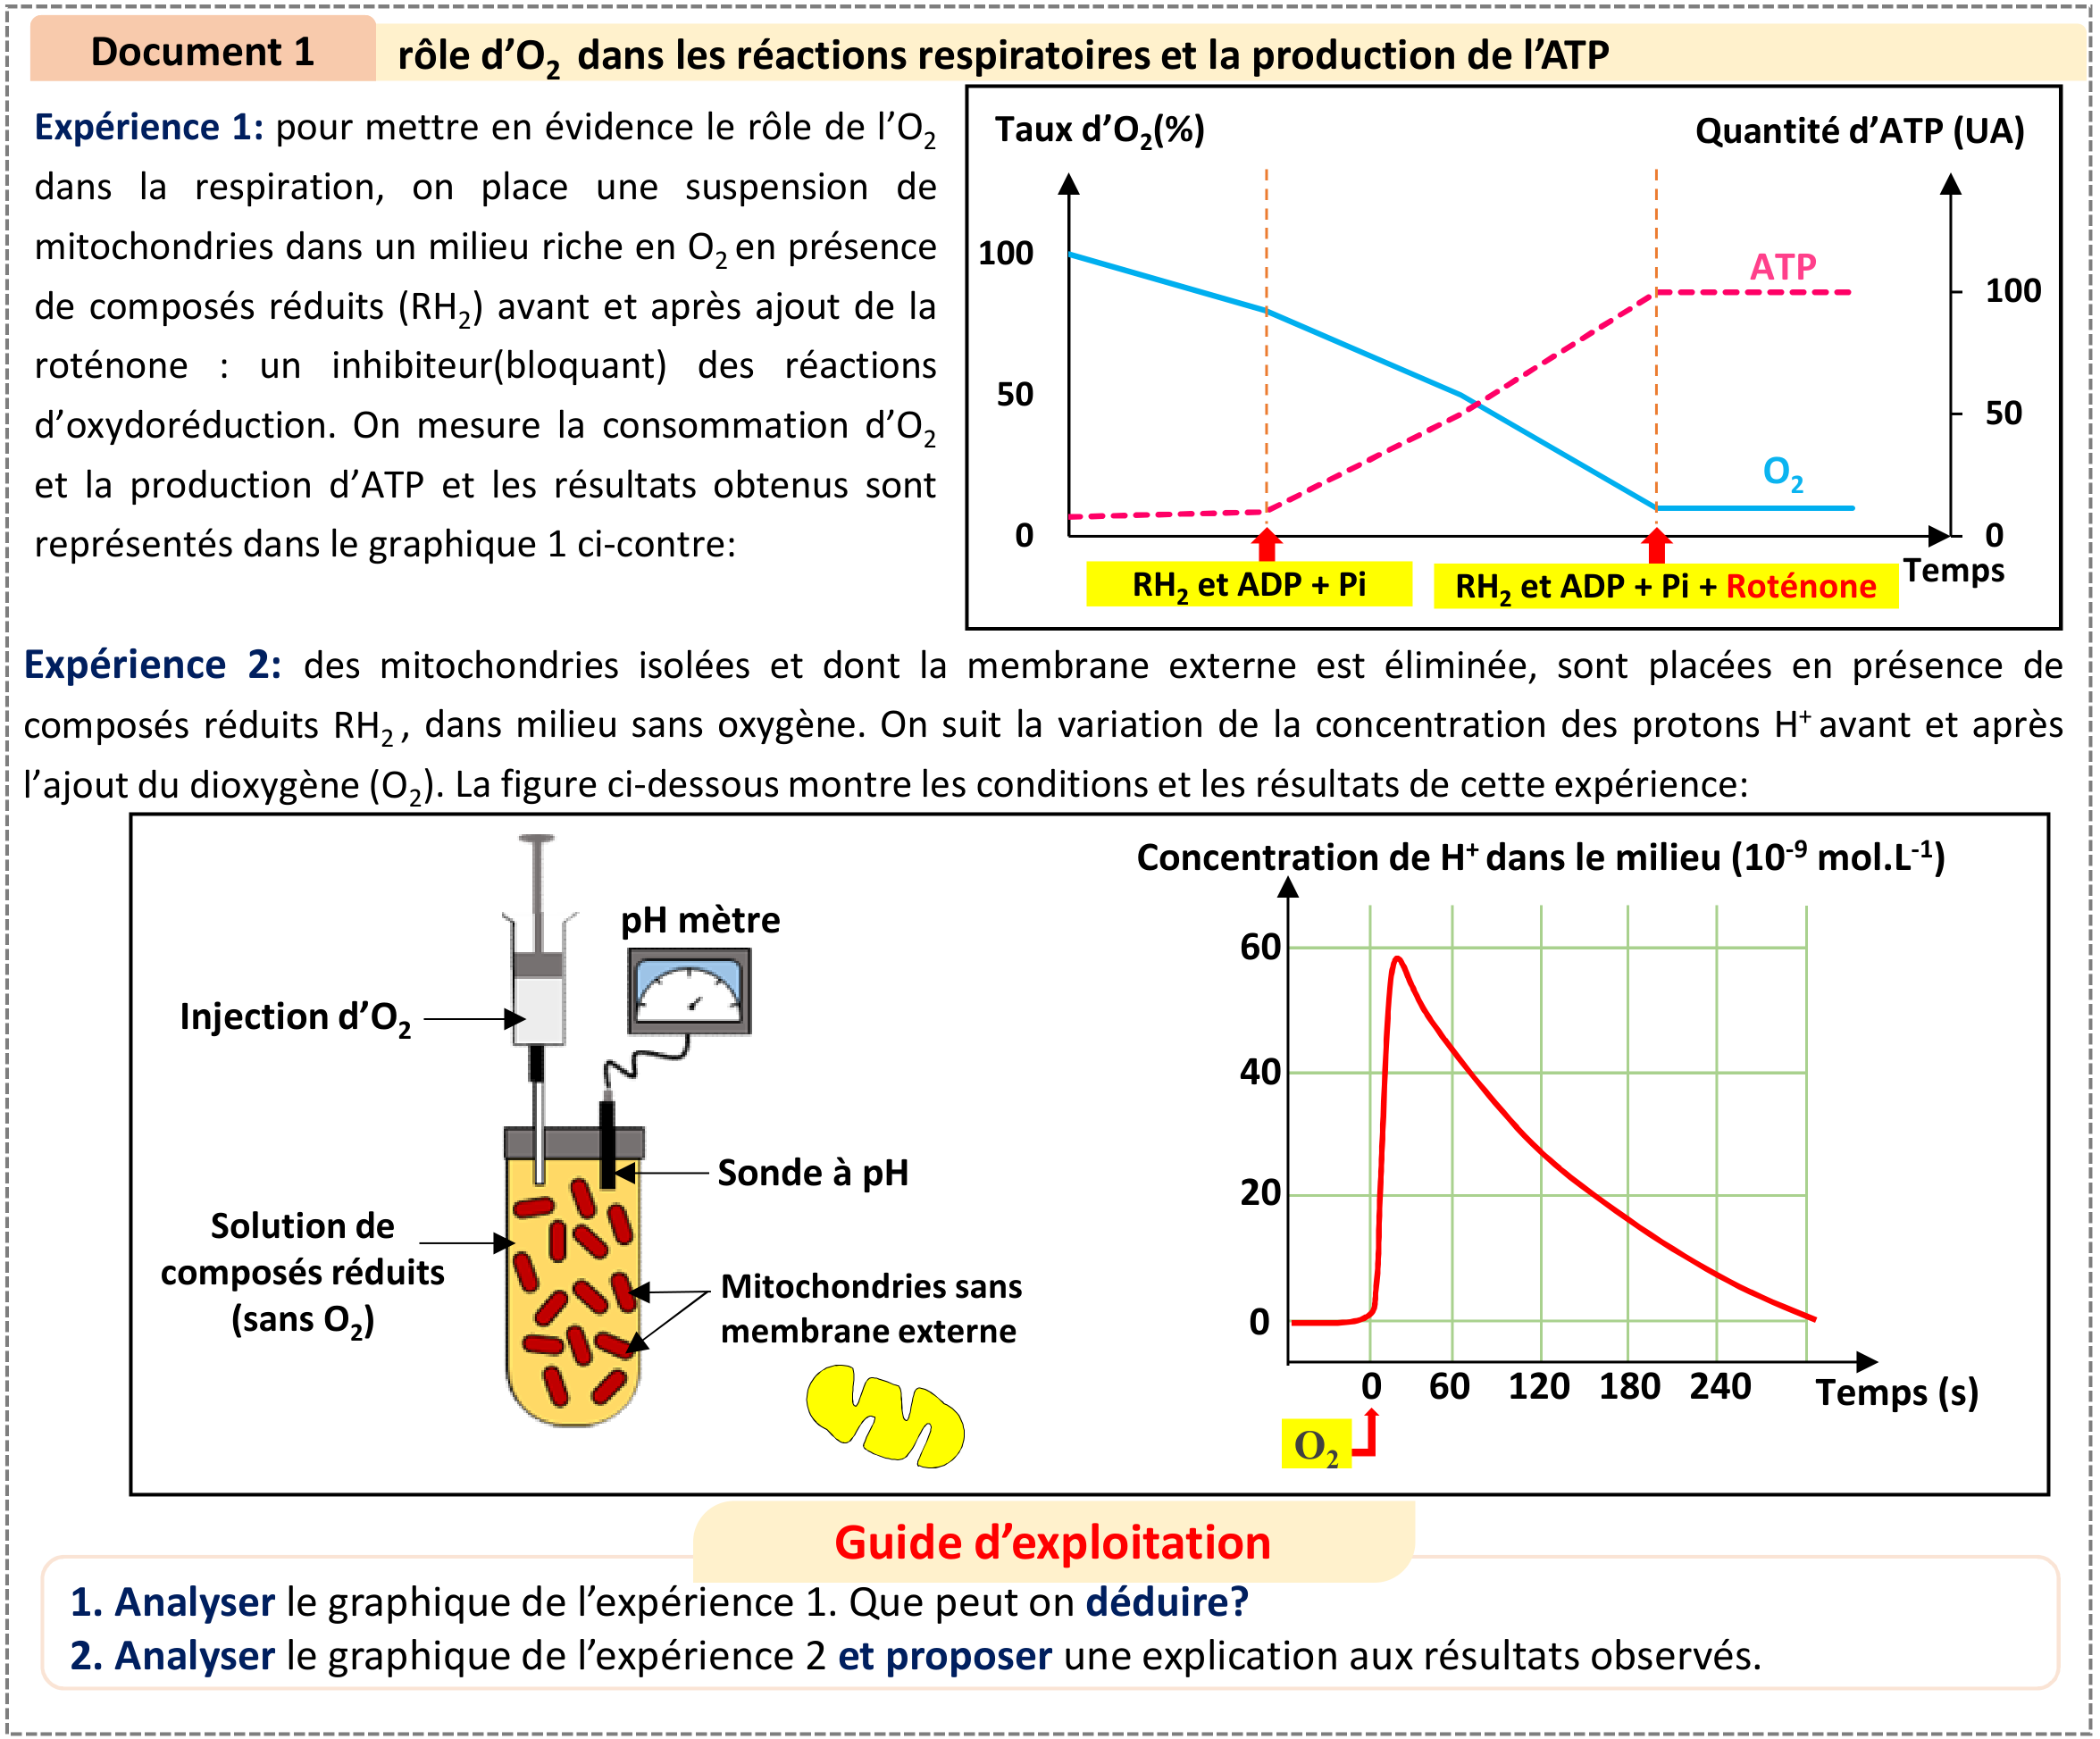 Document 1
rôle d’O₂ dans les réactions respiratoires et la production de l’ATP
Expérience 1: pour mettre en évidence le rôle de l’O₂
dans la respiration, on place une suspension de
mitochondries dans un milieu riche en O₂ en présence
de composés réduits (RH₂) avant et après ajout de la
roténone : un inhibiteur(bloquant) des réactions
d’oxydoréduction. On mesure la consommation d’O₂
et la production d’ATP et les résultats obtenus sont
représentés dans le graphique 1 ci-contre:
Taux d’O₂(%)
Quantité d’ATP (UA)
100
50
0
ATP
O₂
100
50
0
Temps
RH₂ et ADP + Pi
RH₂ et ADP + Pi + Roténone
Expérience 2: des mitochondries isolées et dont la membrane externe est éliminée, sont placées en présence de
composés réduits RH₂ , dans milieu sans oxygène. On suit la variation de la concentration des protons H⁺ avant et après
l’ajout du dioxygène (O₂). La figure ci-dessous montre les conditions et les résultats de cette expérience:
pH mètre
Injection d’O₂
Sonde à pH
Solution de
composés réduits
(sans O₂)
Mitochondries sans
membrane externe
Concentration de H⁺ dans le milieu (10⁻⁹ mol.L⁻¹)
60
40
20
0
0 60 120 180 240
Temps (s)
O₂
Guide d’exploitation
1. Analyser le graphique de l’expérience 1. Que peut on déduire?
2. Analyser le graphique de l’expérience 2 et proposer une explication aux résultats observés.